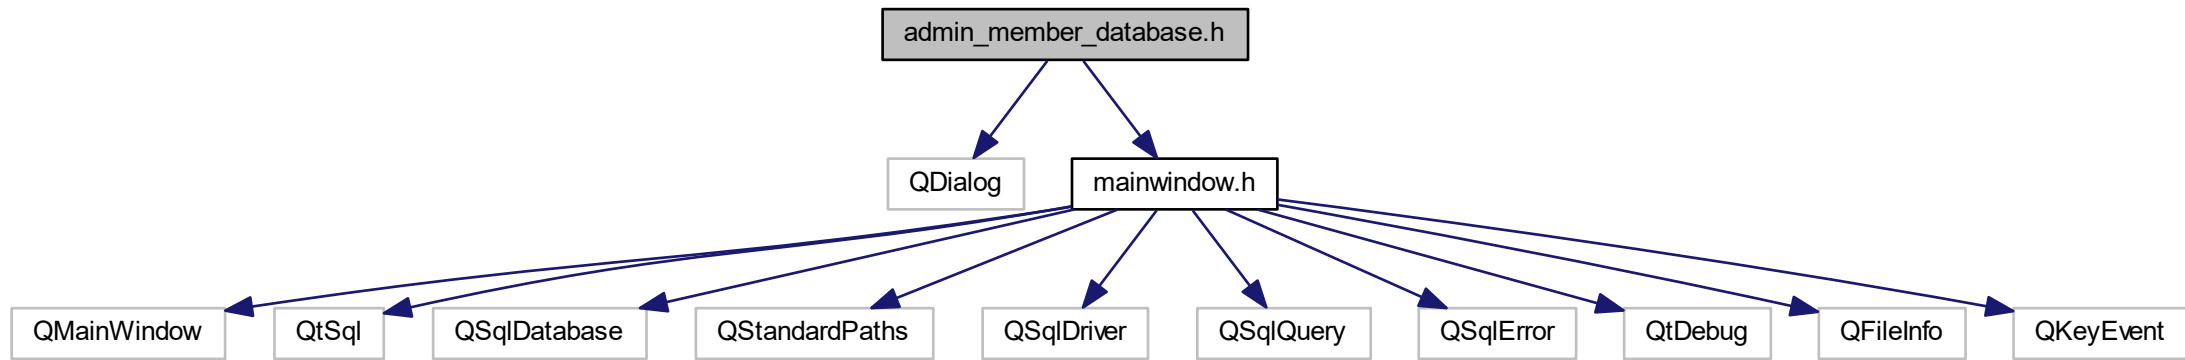 admin_member_database.h
QDialog
mainwindow.h
QMainWindow
QtSql
QSqlDatabase
QStandardPaths
QSqlDriver
QSqlQuery
QSqlError
QtDebug
QFileInfo
QKeyEvent